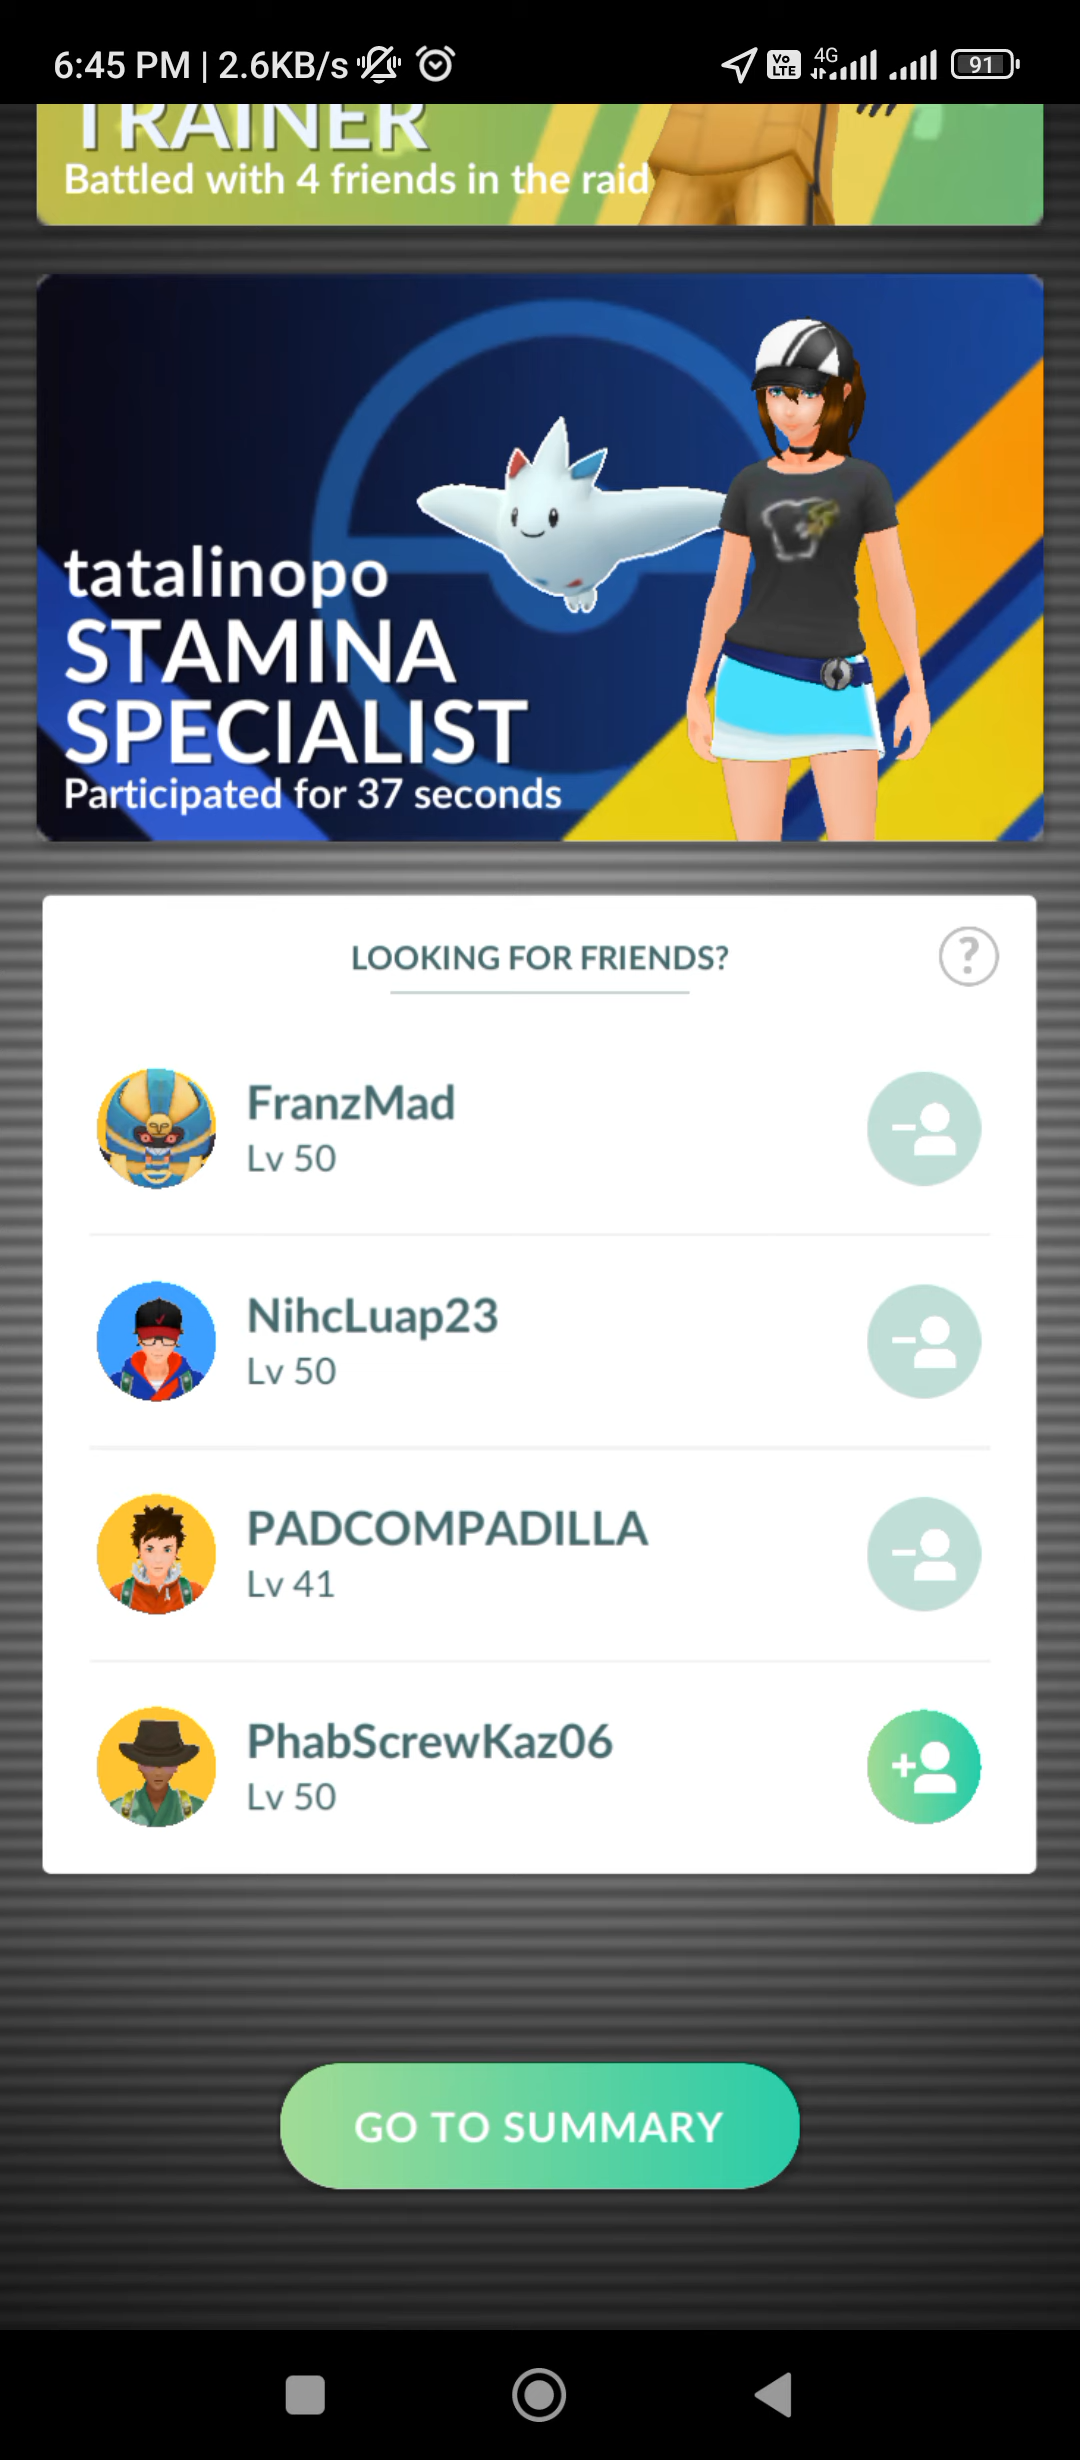 6:45 PM | 2.6KB/s
Vo LTE
4G
91
TRAINER
Battled with 4 friends in the raid
tatalinopo
STAMINA
SPECIALIST
Participated for 37 seconds
LOOKING FOR FRIENDS?
?
FranzMad
Lv 50
NihcLuap23
Lv 50
PADCOMPADILLA
Lv 41
PhabScrewKaz06
Lv 50
GO TO SUMMARY